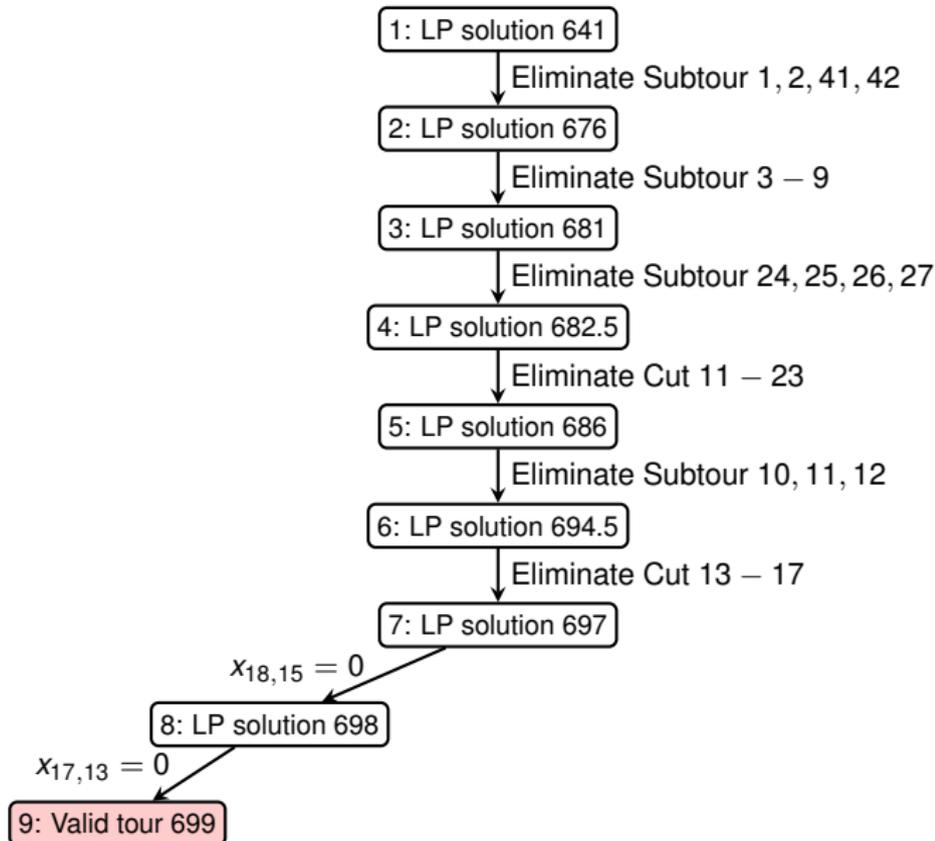 1: LP solution 641
Eliminate Subtour 1, 2, 41, 42
2: LP solution 676
Eliminate Subtour 3 − 9
3: LP solution 681
Eliminate Subtour 24, 25, 26, 27
4: LP solution 682.5
Eliminate Cut 11 − 23
5: LP solution 686
Eliminate Subtour 10, 11, 12
6: LP solution 694.5
Eliminate Cut 13 − 17
7: LP solution 697
x18,15 = 0
8: LP solution 698
x17,13 = 0
9: Valid tour 699